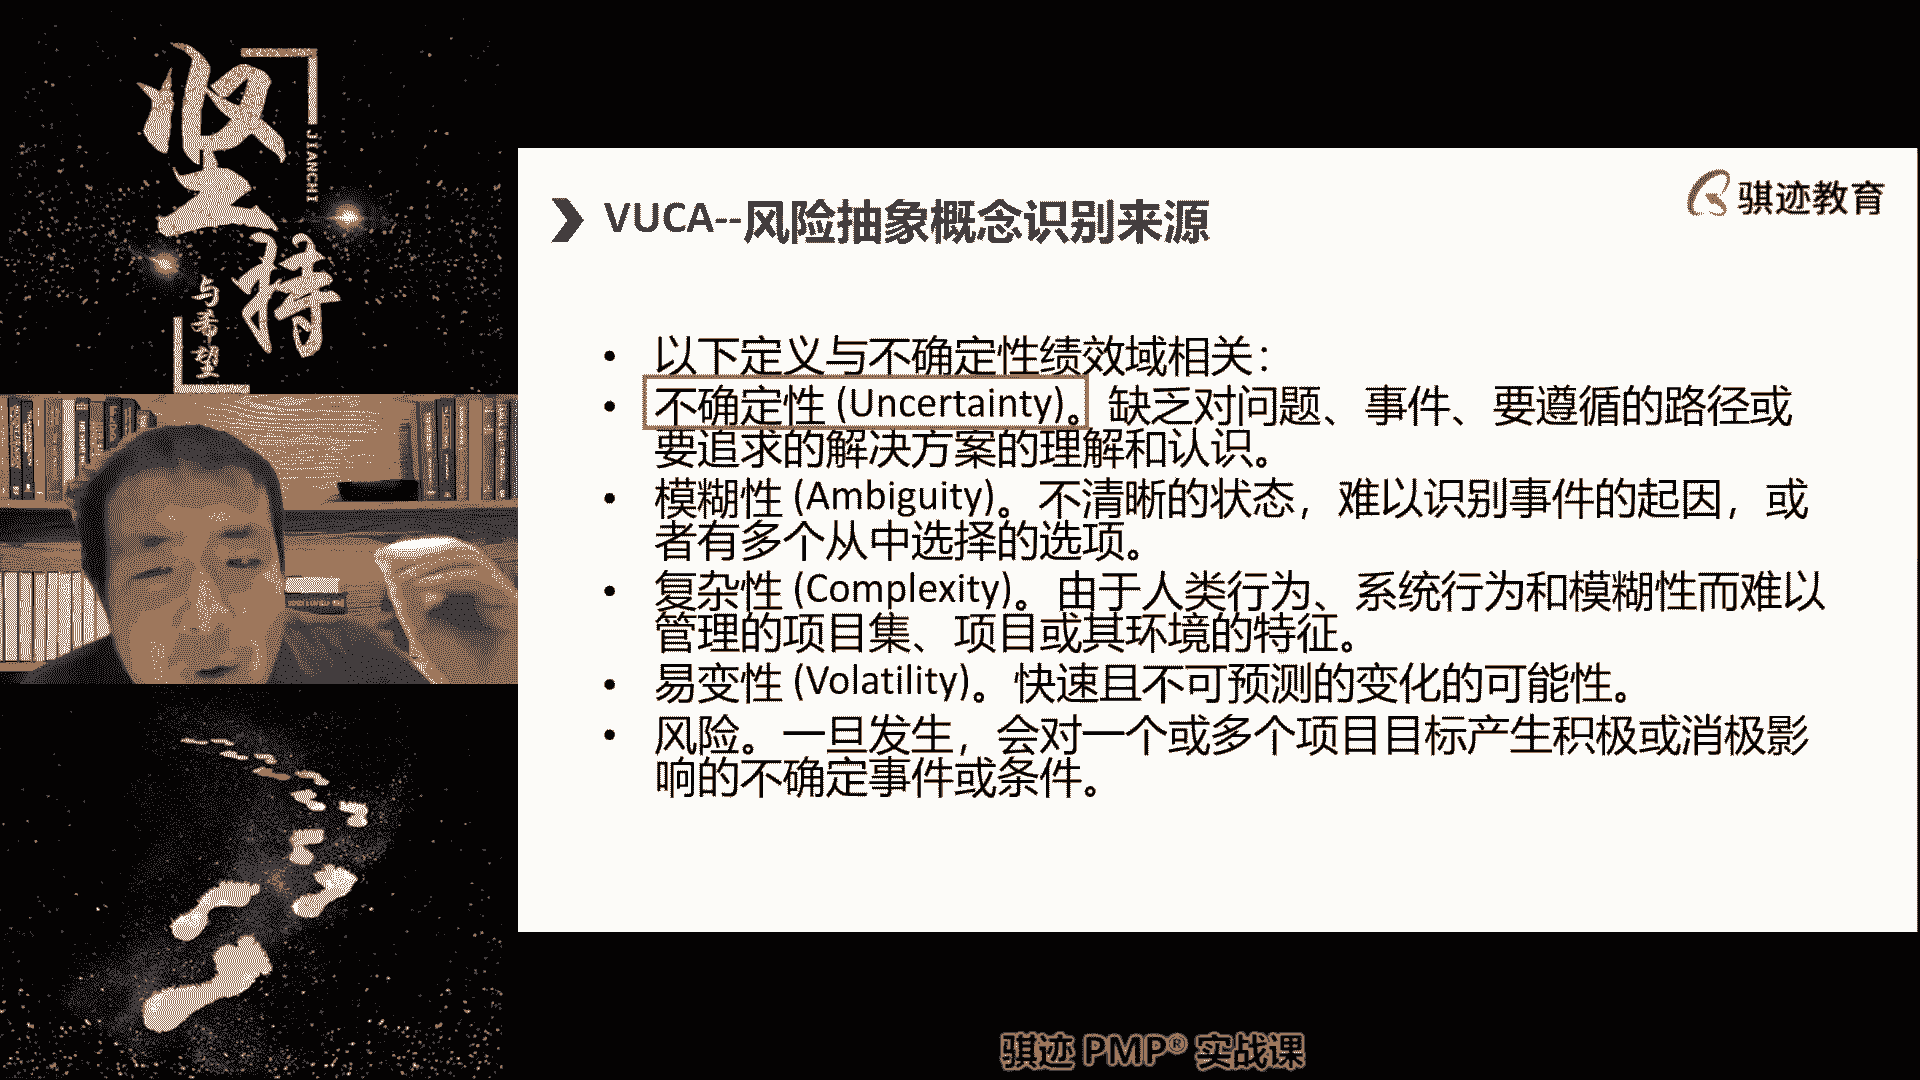 坚持
JIANCHI
与希望
骐迹教育
VUCA--风险抽象概念识别来源
• 以下定义与不确定性绩效域相关：
• 不确定性 (Uncertainty)。缺乏对问题、事件、要遵循的路径或
要追求的解决方案的理解和认识。
• 模糊性 (Ambiguity)。不清晰的状态，难以识别事件的起因，或
者有多个从中选择的选项。
• 复杂性 (Complexity)。由于人类行为、系统行为和模糊性而难以
管理的项目集、项目或其环境的特征。
• 易变性 (Volatility)。快速且不可预测的变化的可能性。
• 风险。一旦发生，会对一个或多个项目目标产生积极或消极影
响的不确定事件或条件。
骐迹 PMP® 实战课